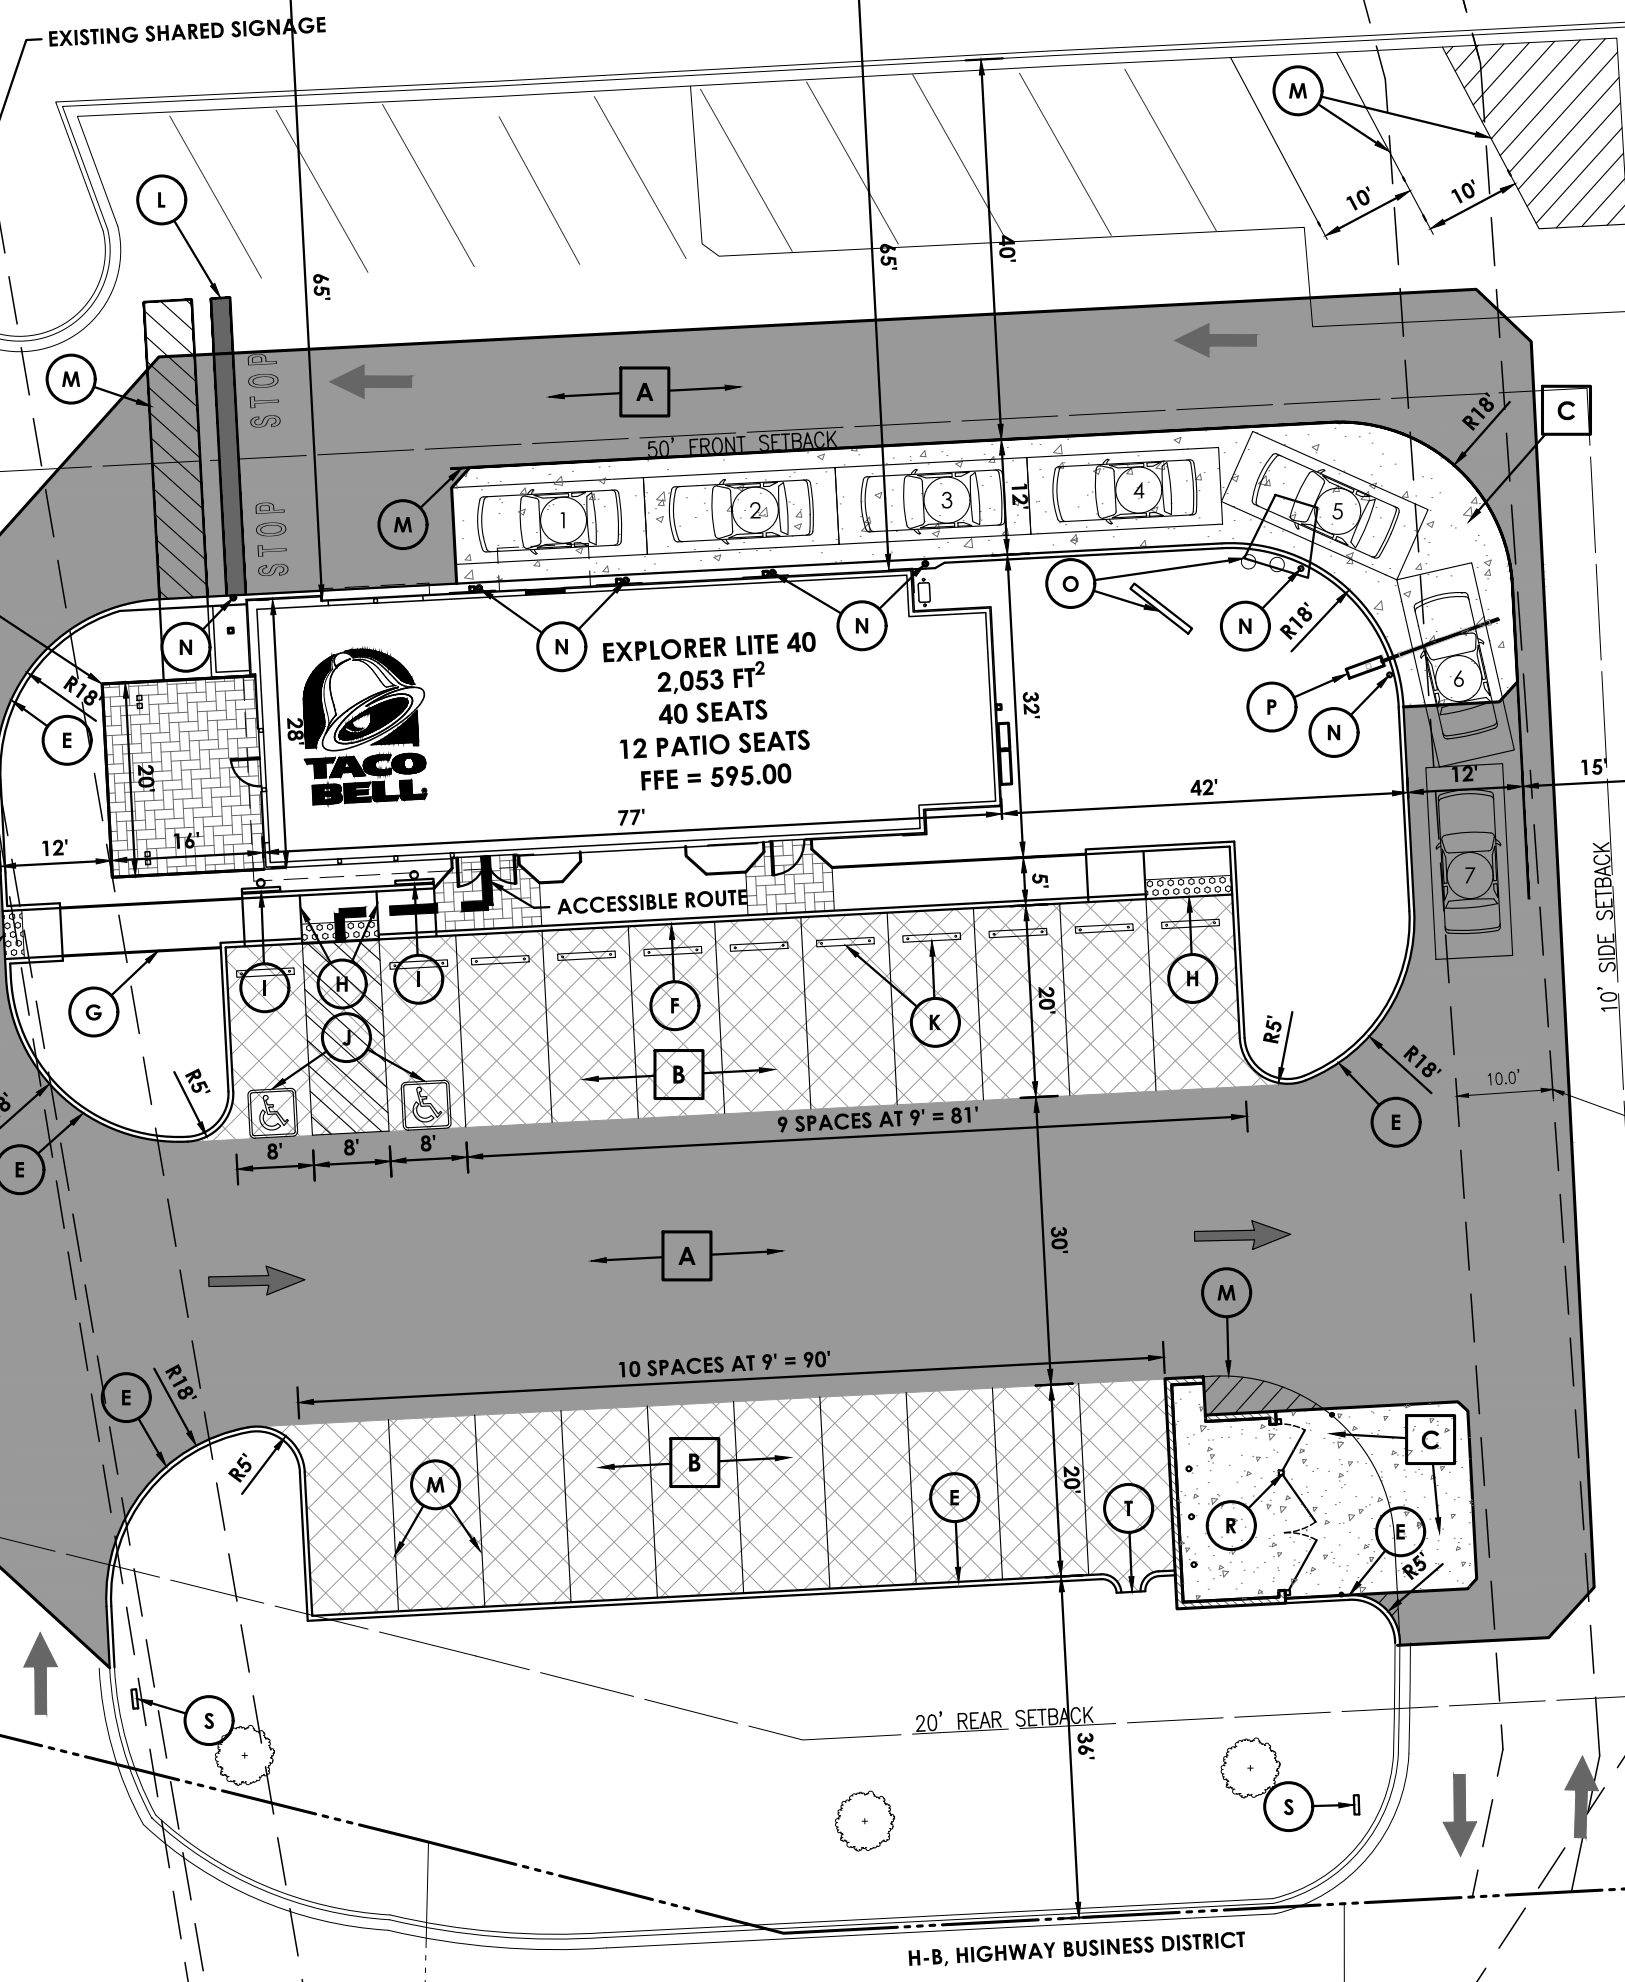 EXISTING SHARED SIGNAGE
M
10'
10'
L
65'
65'
40'
M
STOP
STOP
A
C
R18'
50' FRONT SETBACK
M
1
2
3
4
5
12'
O
N
N
N
N
R18'
EXPLORER LITE 40
2,053 FT2
40 SEATS
12 PATIO SEATS
FFE = 595.00
TACO
BELL
R18'
E
28'
20'
32'
P
N
6
12'
16'
77'
42'
12'
15'
7
5'
ACCESSIBLE ROUTE
10' SIDE SETBACK
I
H
I
F
K
H
G
J
20'
B
R5'
R5'
R18'
10.0'
8'
E
E
8'
8'
8'
9 SPACES AT 9' = 81'
A
30'
M
10 SPACES AT 9' = 90'
E
R18'
R5'
M
B
E
T
20'
R
C
E
R5'
S
20' REAR SETBACK
36'
S
H-B, HIGHWAY BUSINESS DISTRICT